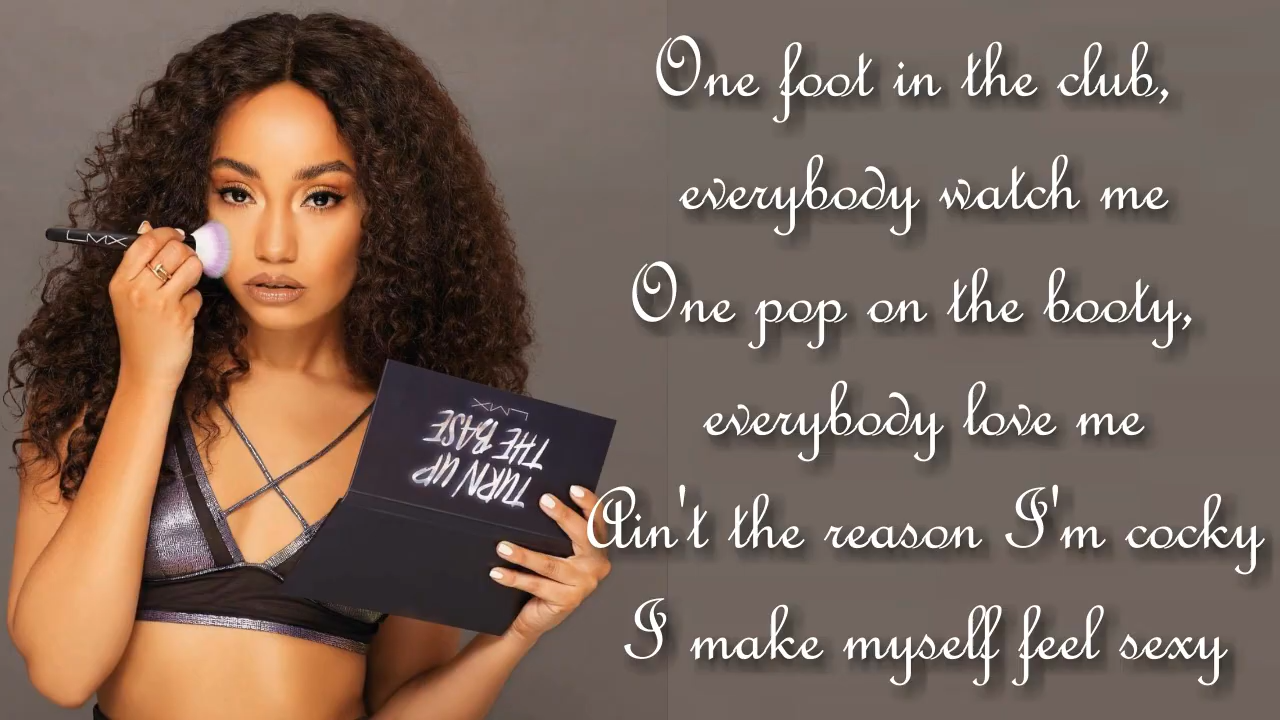 One foot in the club,
everybody watch me
One pop on the booty,
everybody love me
Ain't the reason I'm cocky
I make myself feel sexy
LMX
TURN UP
THE BASE
LMX